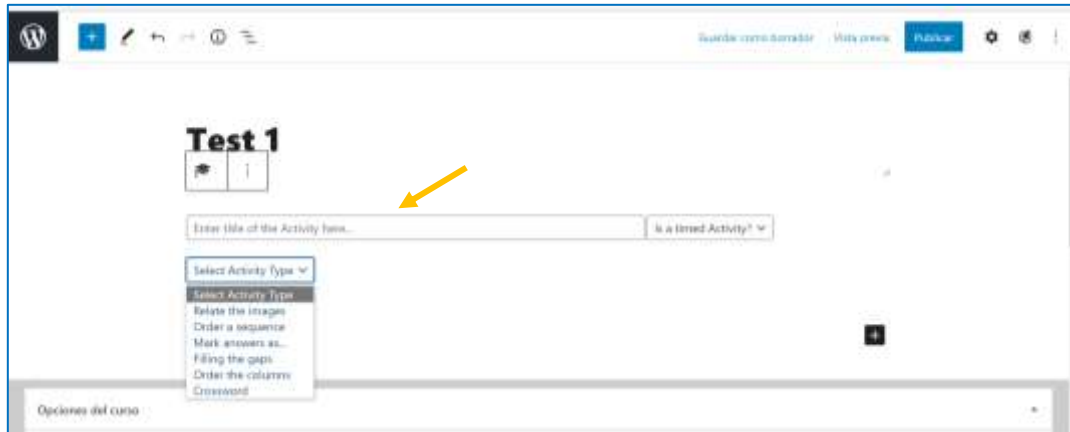 Guardar como borrador Vista previa Publicar
Test 1
Enter title of the Activity here... Is a timed Activity?
Select Activity Type
Select Activity Type
Relate the images
Order a sequence
Mark answers as...
Filling the gaps
Order the columns
Crossword
Opciones del curso